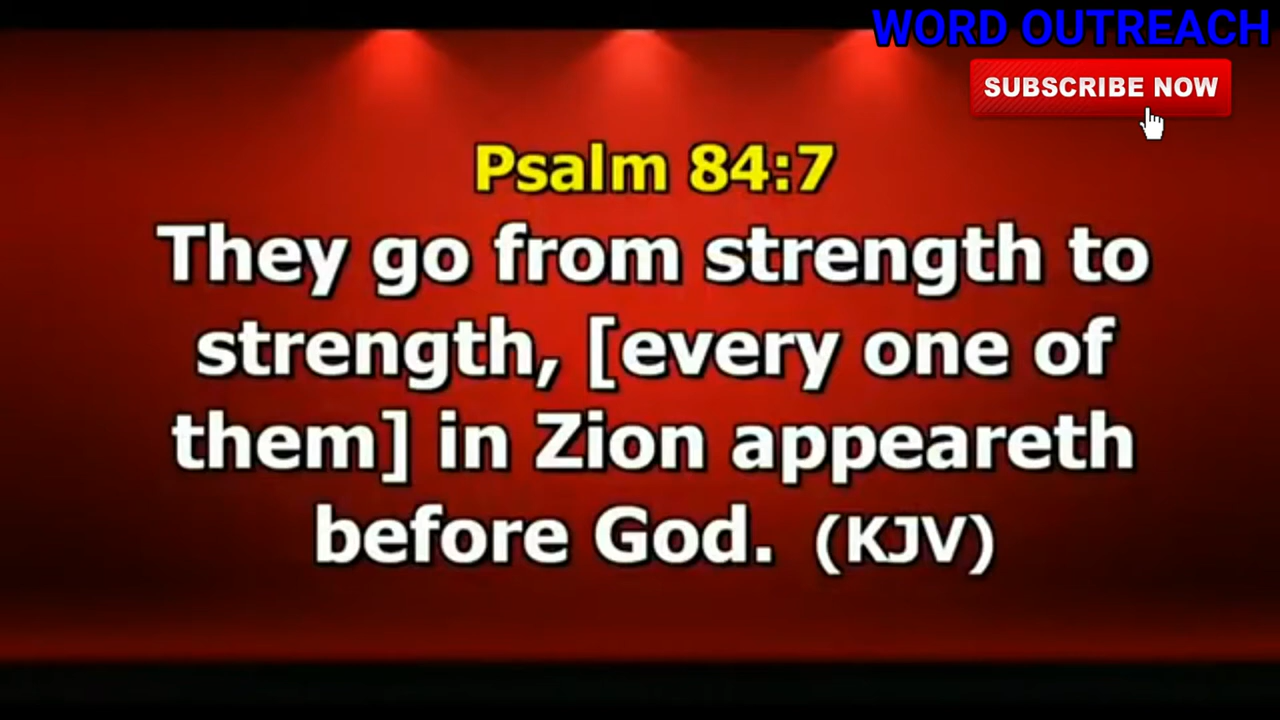 WORD OUTREACH
SUBSCRIBE NOW
Psalm 84:7
They go from strength to
strength, [every one of
them] in Zion appeareth
before God. (KJV)